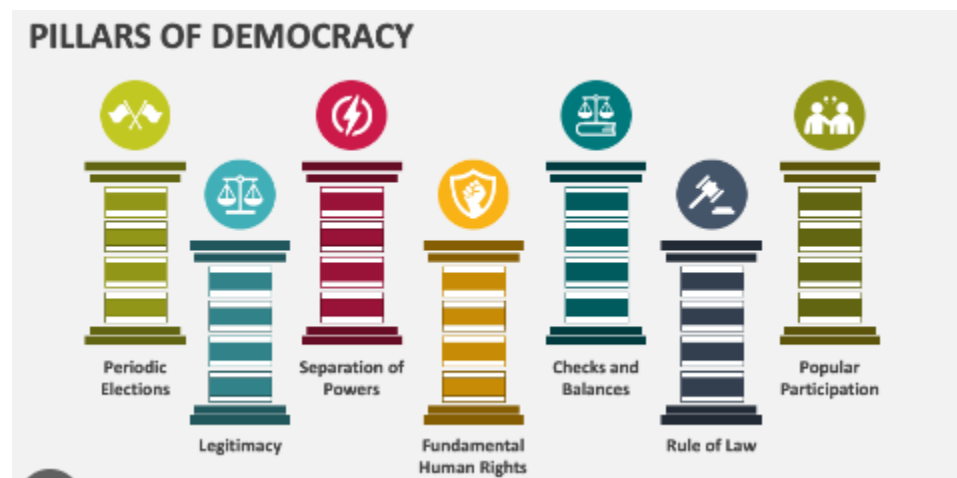 PILLARS OF DEMOCRACY
Periodic
Elections
Legitimacy
Separation of
Powers
Fundamental
Human Rights
Checks and
Balances
Rule of Law
Popular
Participation